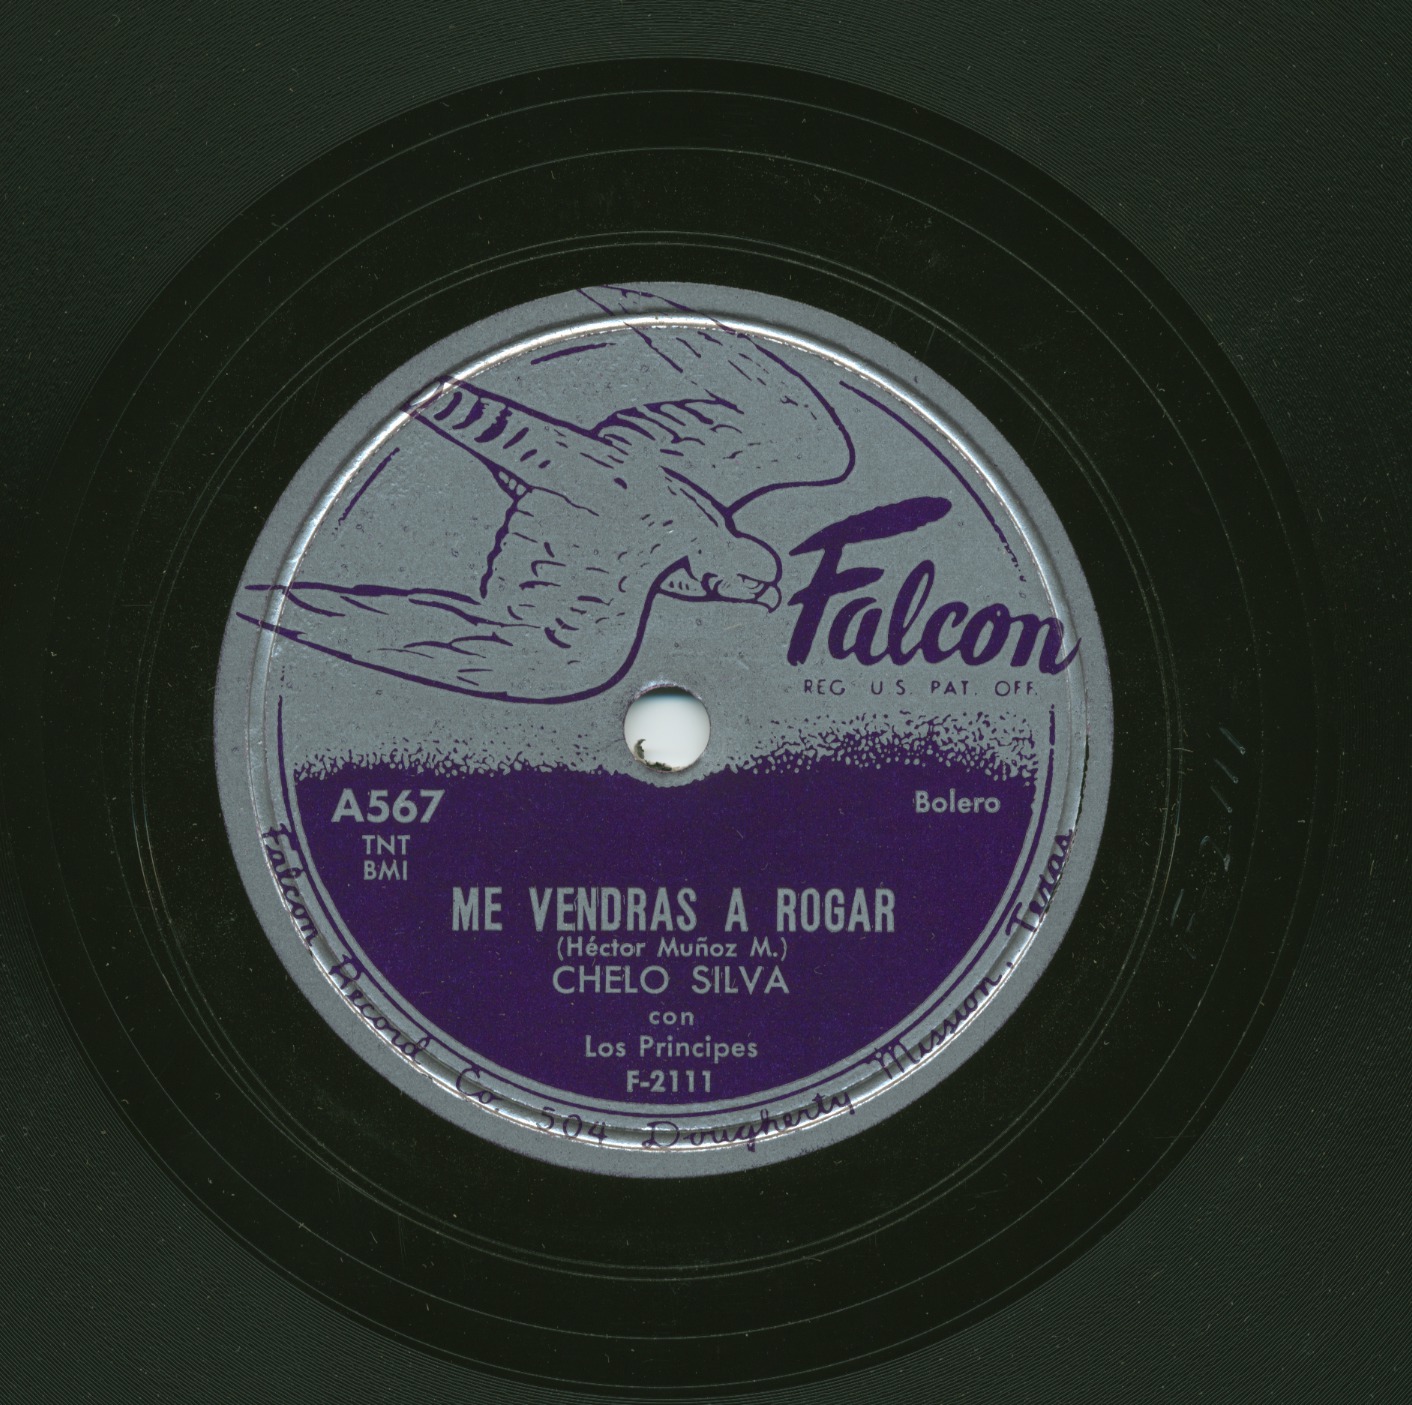 Falcon
REG. U.S. PAT. OFF.
A567
Bolero
TNT
BMI
ME VENDRAS A ROGAR
(Héctor Muñoz M.)
CHELO SILVA
con
Los Principes
F-2111
Falcon Record Co. 504 Dougherty Mission, Texas